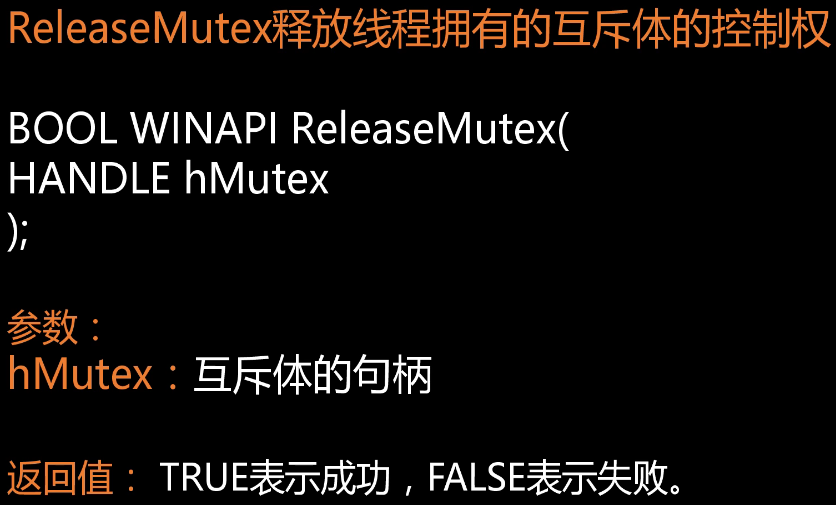 ReleaseMutex释放线程拥有的互斥体的控制权
BOOL WINAPI ReleaseMutex(
HANDLE hMutex
);
参数：
hMutex：互斥体的句柄
返回值： TRUE表示成功，FALSE表示失败。